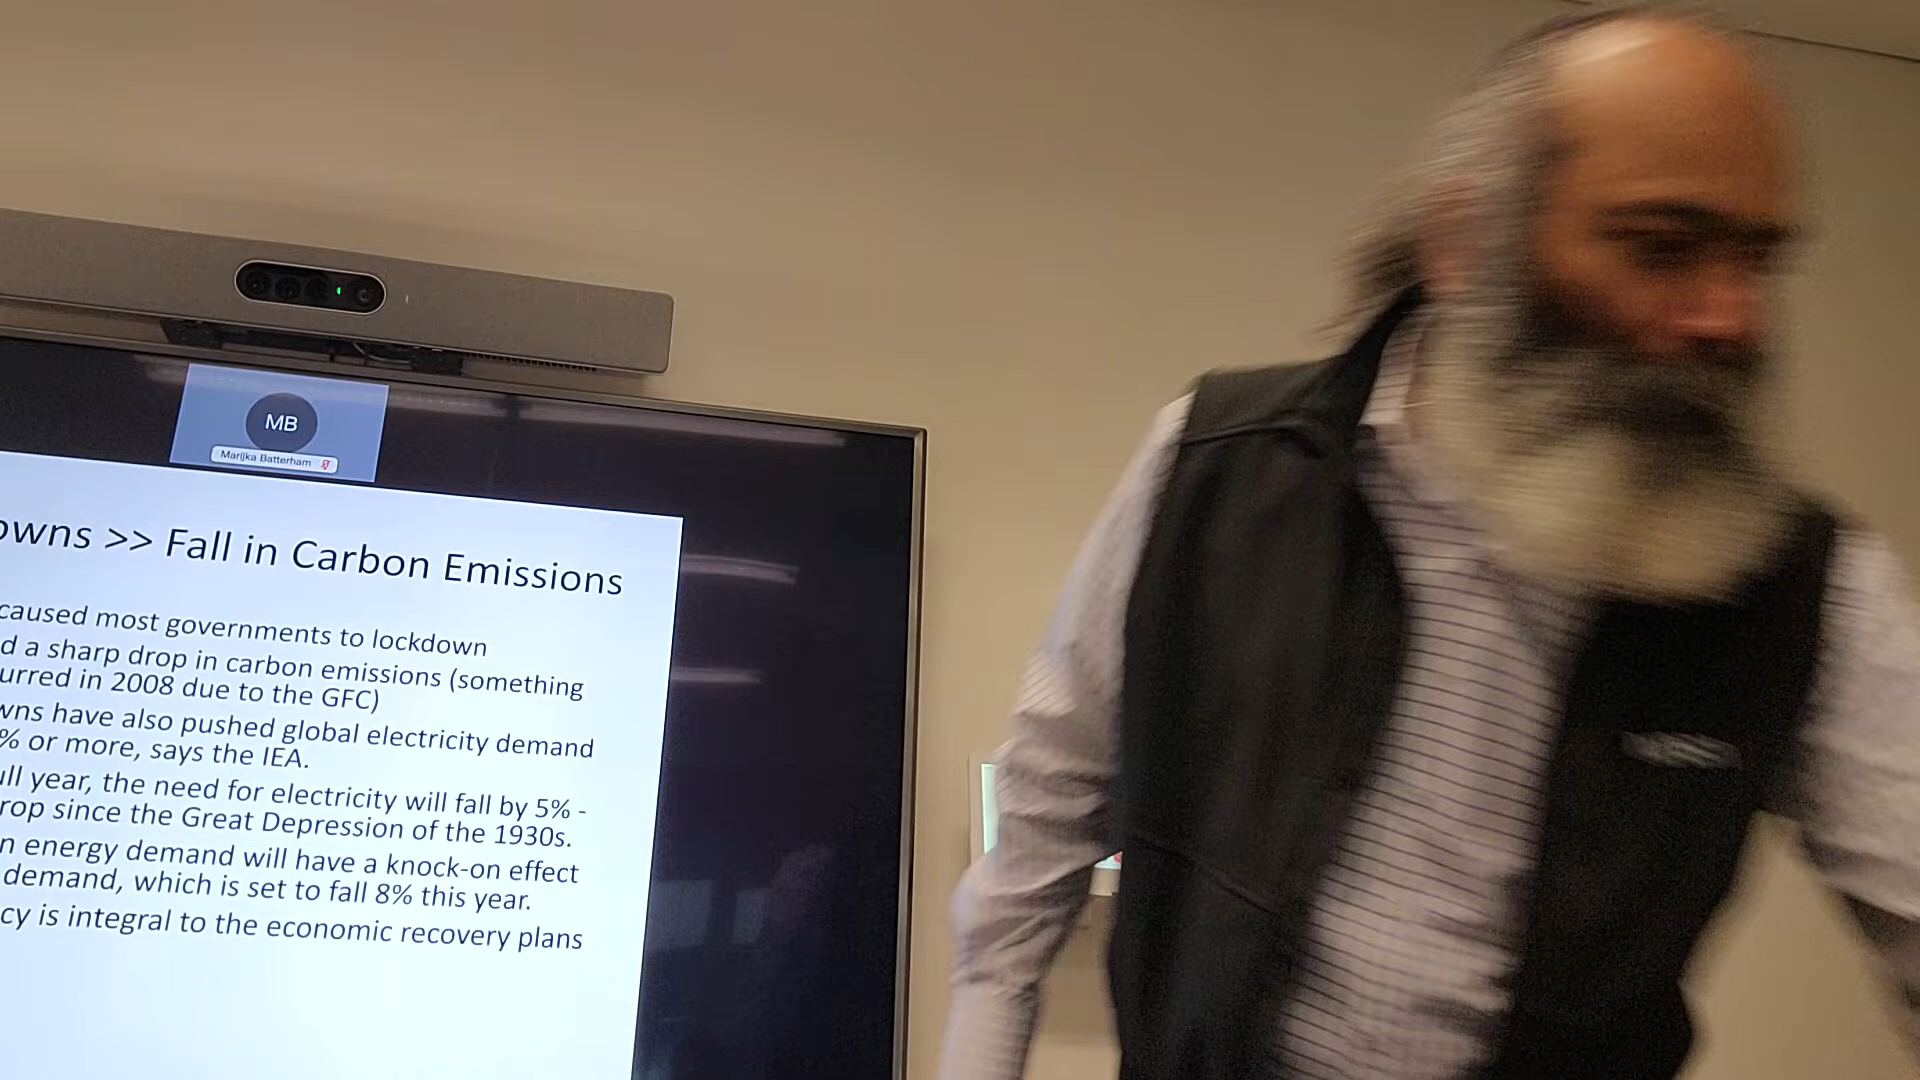 MB
Marijka Batterham
owns >> Fall in Carbon Emissions
caused most governments to lockdown
d a sharp drop in carbon emissions (something
urred in 2008 due to the GFC)
wns have also pushed global electricity demand
% or more, says the IEA.
ull year, the need for electricity will fall by 5% -
rop since the Great Depression of the 1930s.
n energy demand will have a knock-on effect
demand, which is set to fall 8% this year.
cy is integral to the economic recovery plans